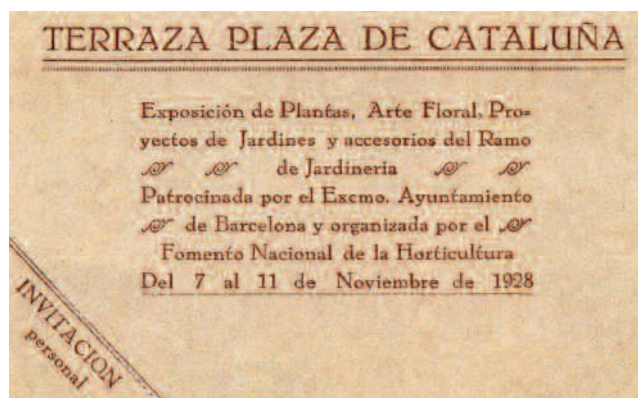 TERRAZA PLAZA DE CATALUÑA
Exposición de Plantas, Arte Floral, Pro=
yectos de Jardines y accesorios del Ramo
de Jardineria
Patrocinada por el Excmo. Ayuntamiento
de Barcelona y organizada por el
Fomento Nacional de la Horticultura
Del 7 al 11 de Noviembre de 1928
INVITACION
personal